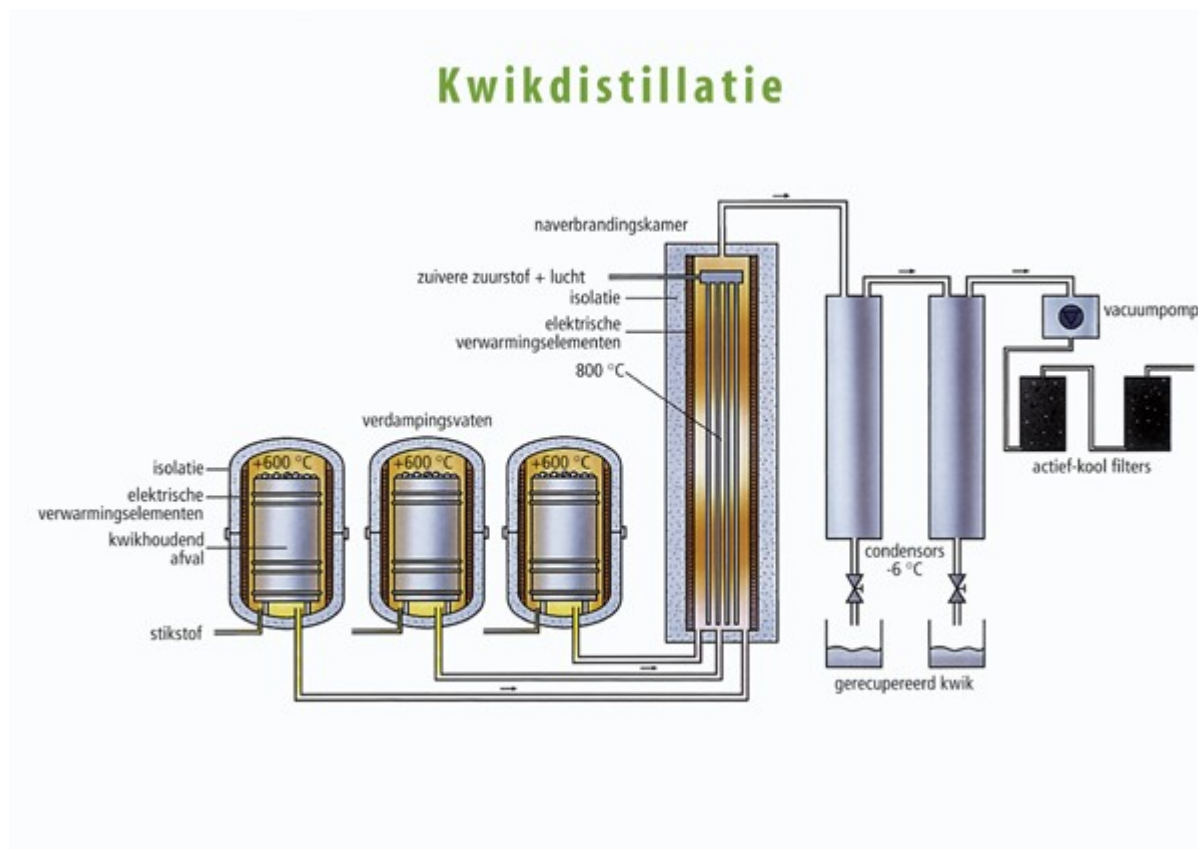 Kwikdistillatie
naverbrandingskamer
zuivere zuurstof + lucht
isolatie
elektrische
verwarmingselementen
800 °C
vacuumpomp
actief-kool filters
verdampingsvaten
+600 °C
+600 °C
+600 °C
isolatie
elektrische
verwarmingselementen
kwikhoudend
afval
stikstof
condensors
-6 °C
gerecupereerd kwik